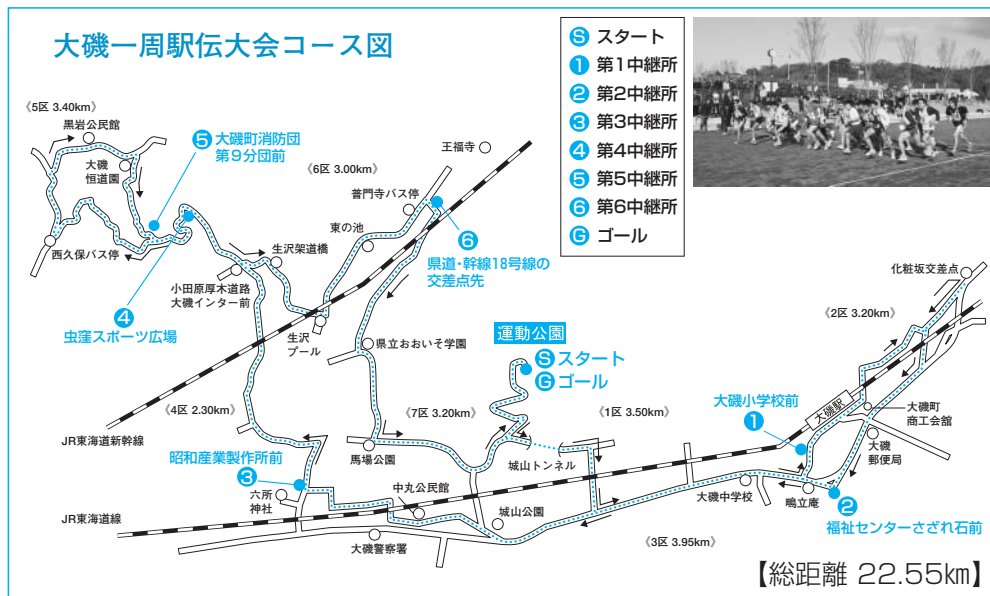 大磯一周駅伝大会コース図
Ⓢ スタート
❶ 第1中継所
❷ 第2中継所
❸ 第3中継所
❹ 第4中継所
❺ 第5中継所
❻ 第6中継所
Ⓖ ゴール
《5区 3.40km》
黒岩公民館
大磯
恒道園
❺ 大磯町消防団
第9分団前
西久保バス停
❹
虫窪スポーツ広場
《6区 3.00km》
王福寺
普門寺バス停
東の池
生沢架道橋
小田原厚木道路
大磯インター前
生沢
プール
❻
県道・幹線18号線の
交差点先
県立おおいそ学園
運動公園
Ⓢ スタート
Ⓖ ゴール
化粧坂交差点
《2区 3.20km》
大磯駅
大磯小学校前
❶
大磯町
商工会館
大磯
郵便局
《4区 2.30km》
《7区 3.20km》
《1区 3.50km》
JR東海道新幹線
昭和産業製作所前
❸
馬場公園
城山トンネル
六所
神社
中丸公民館
城山公園
大磯中学校
鴫立庵
❷
福祉センターさざれ石前
JR東海道線
大磯警察署
《3区 3.95km》
【総距離 22.55㎞】